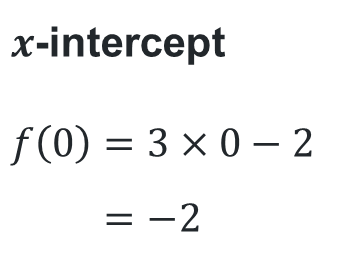 x-intercept
f(0) = 3 × 0 − 2
= −2